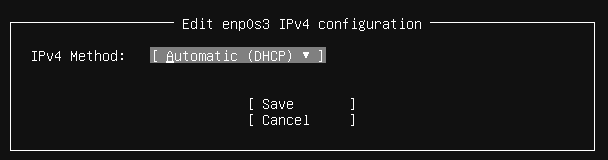 Edit enp0s3 IPv4 configuration
IPv4 Method: [ Automatic (DHCP) ▼ ]
[ Save ]
[ Cancel ]